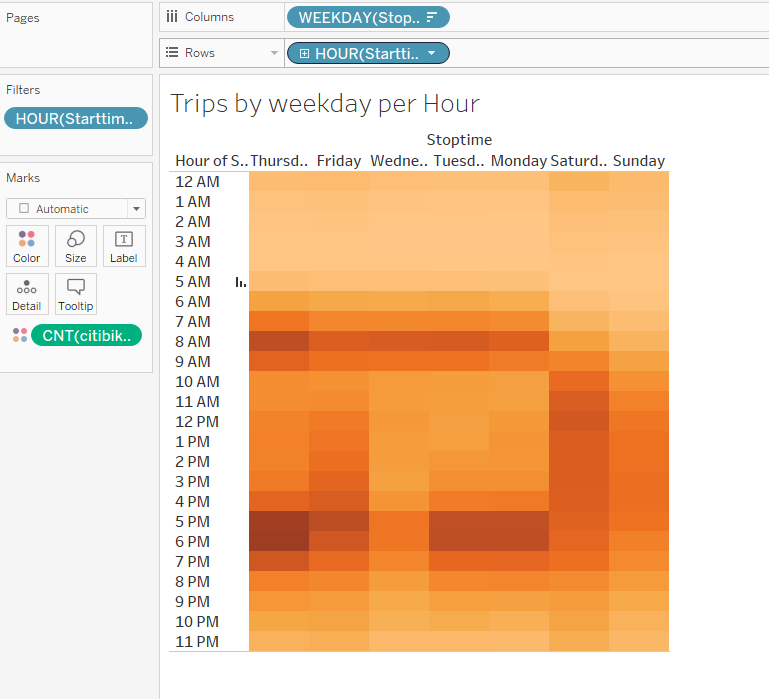 Pages
Columns
WEEKDAY(Stop..
Rows
HOUR(Startti..
Filters
HOUR(Starttim..
Marks
Automatic
Color Size Label
Detail Tooltip
CNT(citibik..
Trips by weekday per Hour
Stoptime
Hour of S.. Thursd.. Friday Wedne.. Tuesd.. Monday Saturd.. Sunday
12 AM
1 AM
2 AM
3 AM
4 AM
5 AM
6 AM
7 AM
8 AM
9 AM
10 AM
11 AM
12 PM
1 PM
2 PM
3 PM
4 PM
5 PM
6 PM
7 PM
8 PM
9 PM
10 PM
11 PM